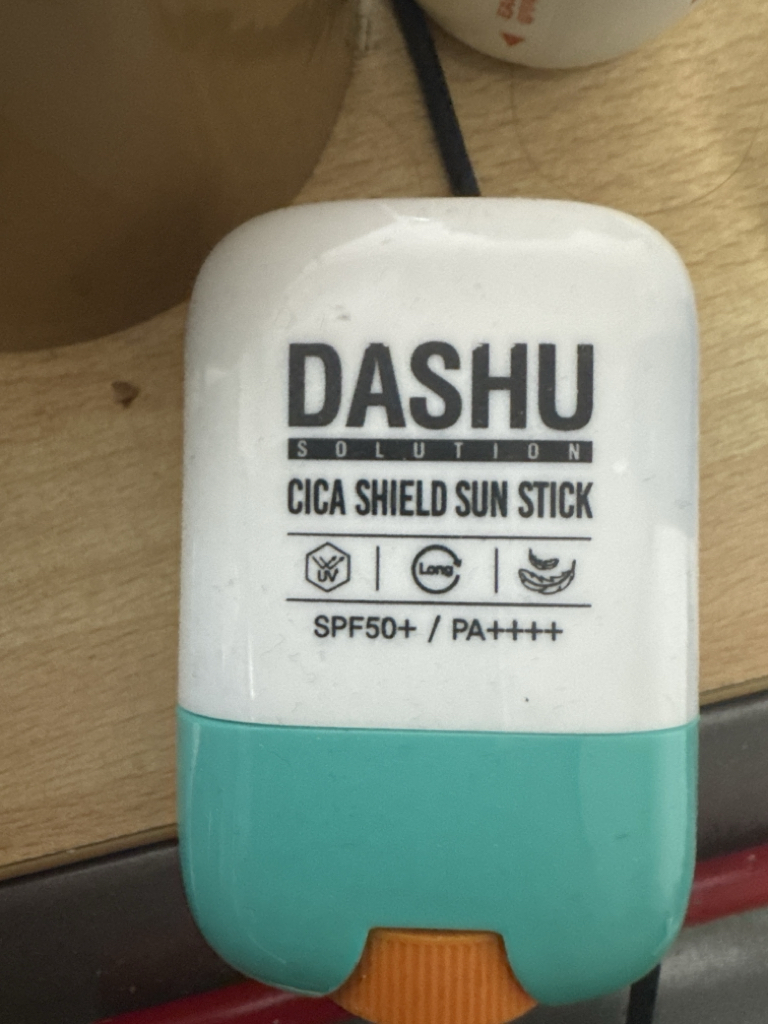 DASHU
SOLUTION
CICA SHIELD SUN STICK
UV
Long
SPF50+ / PA++++